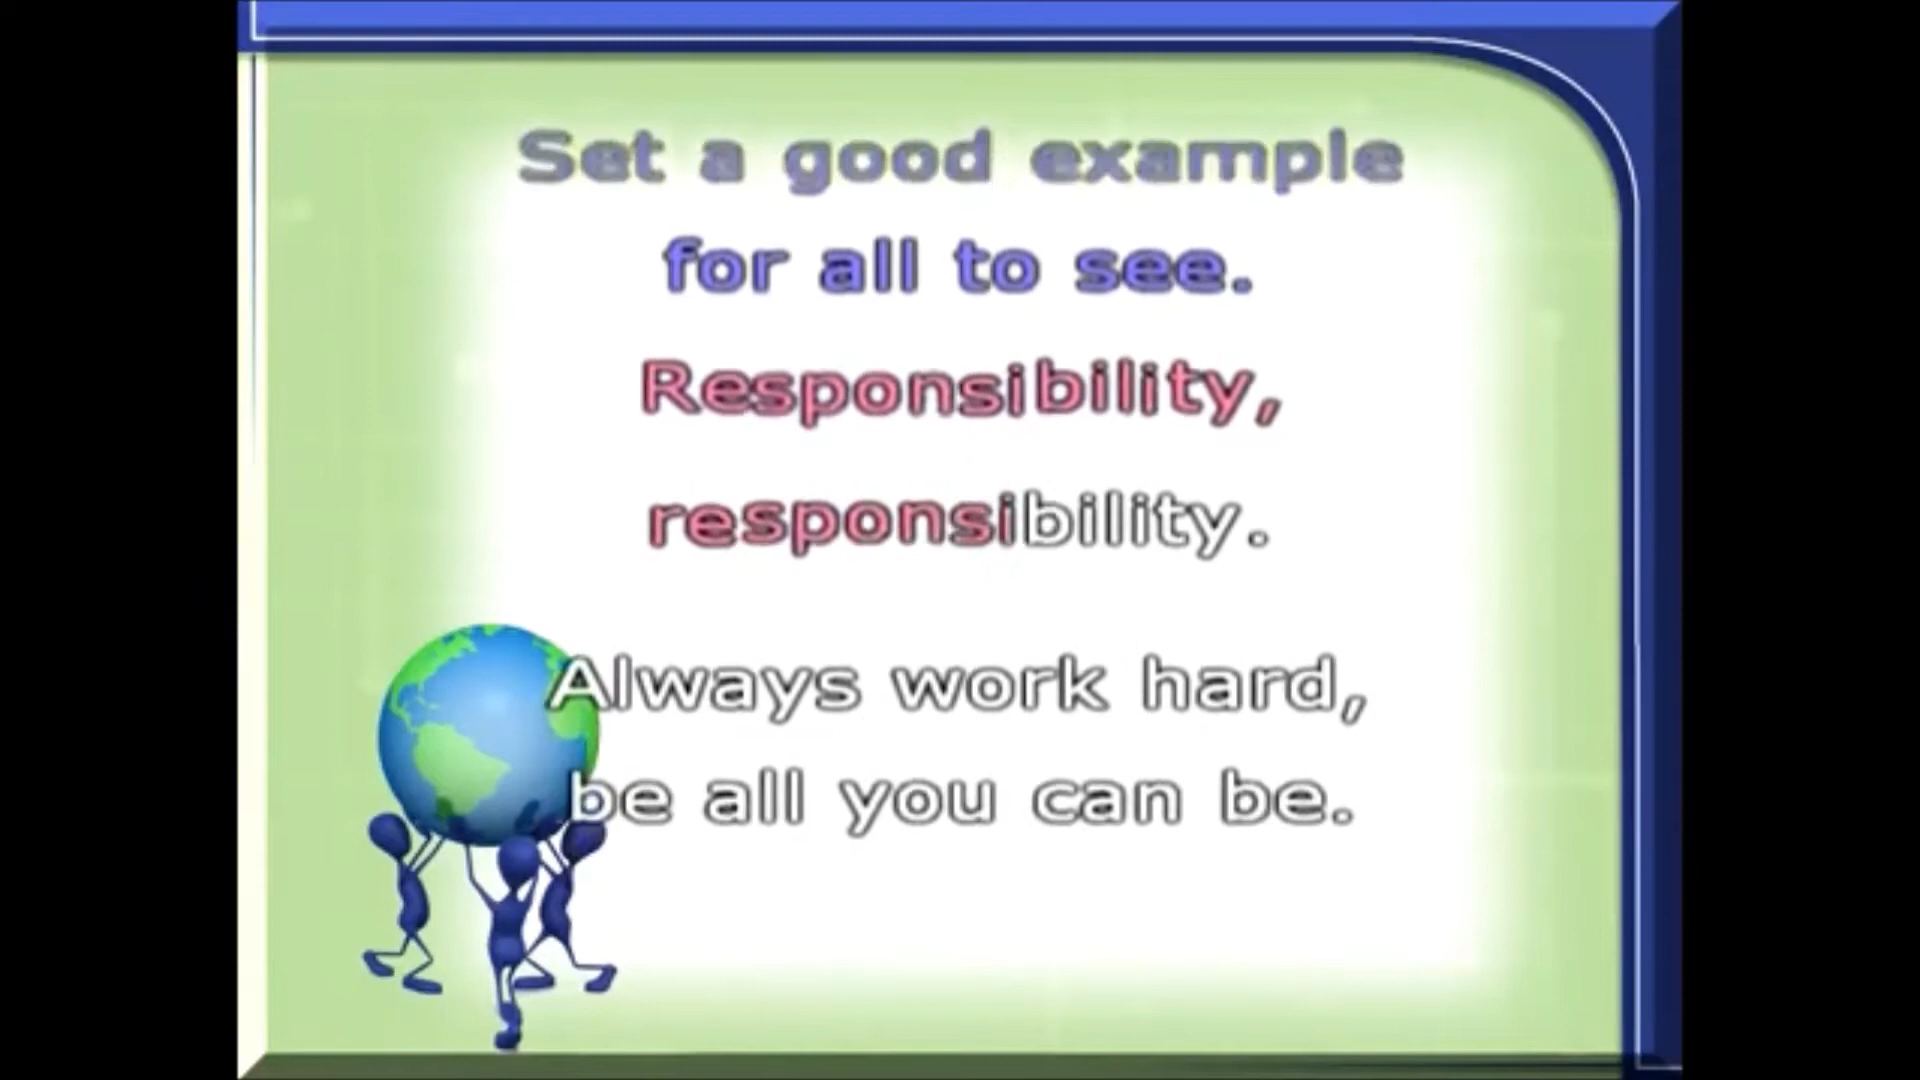 Set a good example
for all to see.
Responsibility,
responsibility.
Always work hard,
be all you can be.